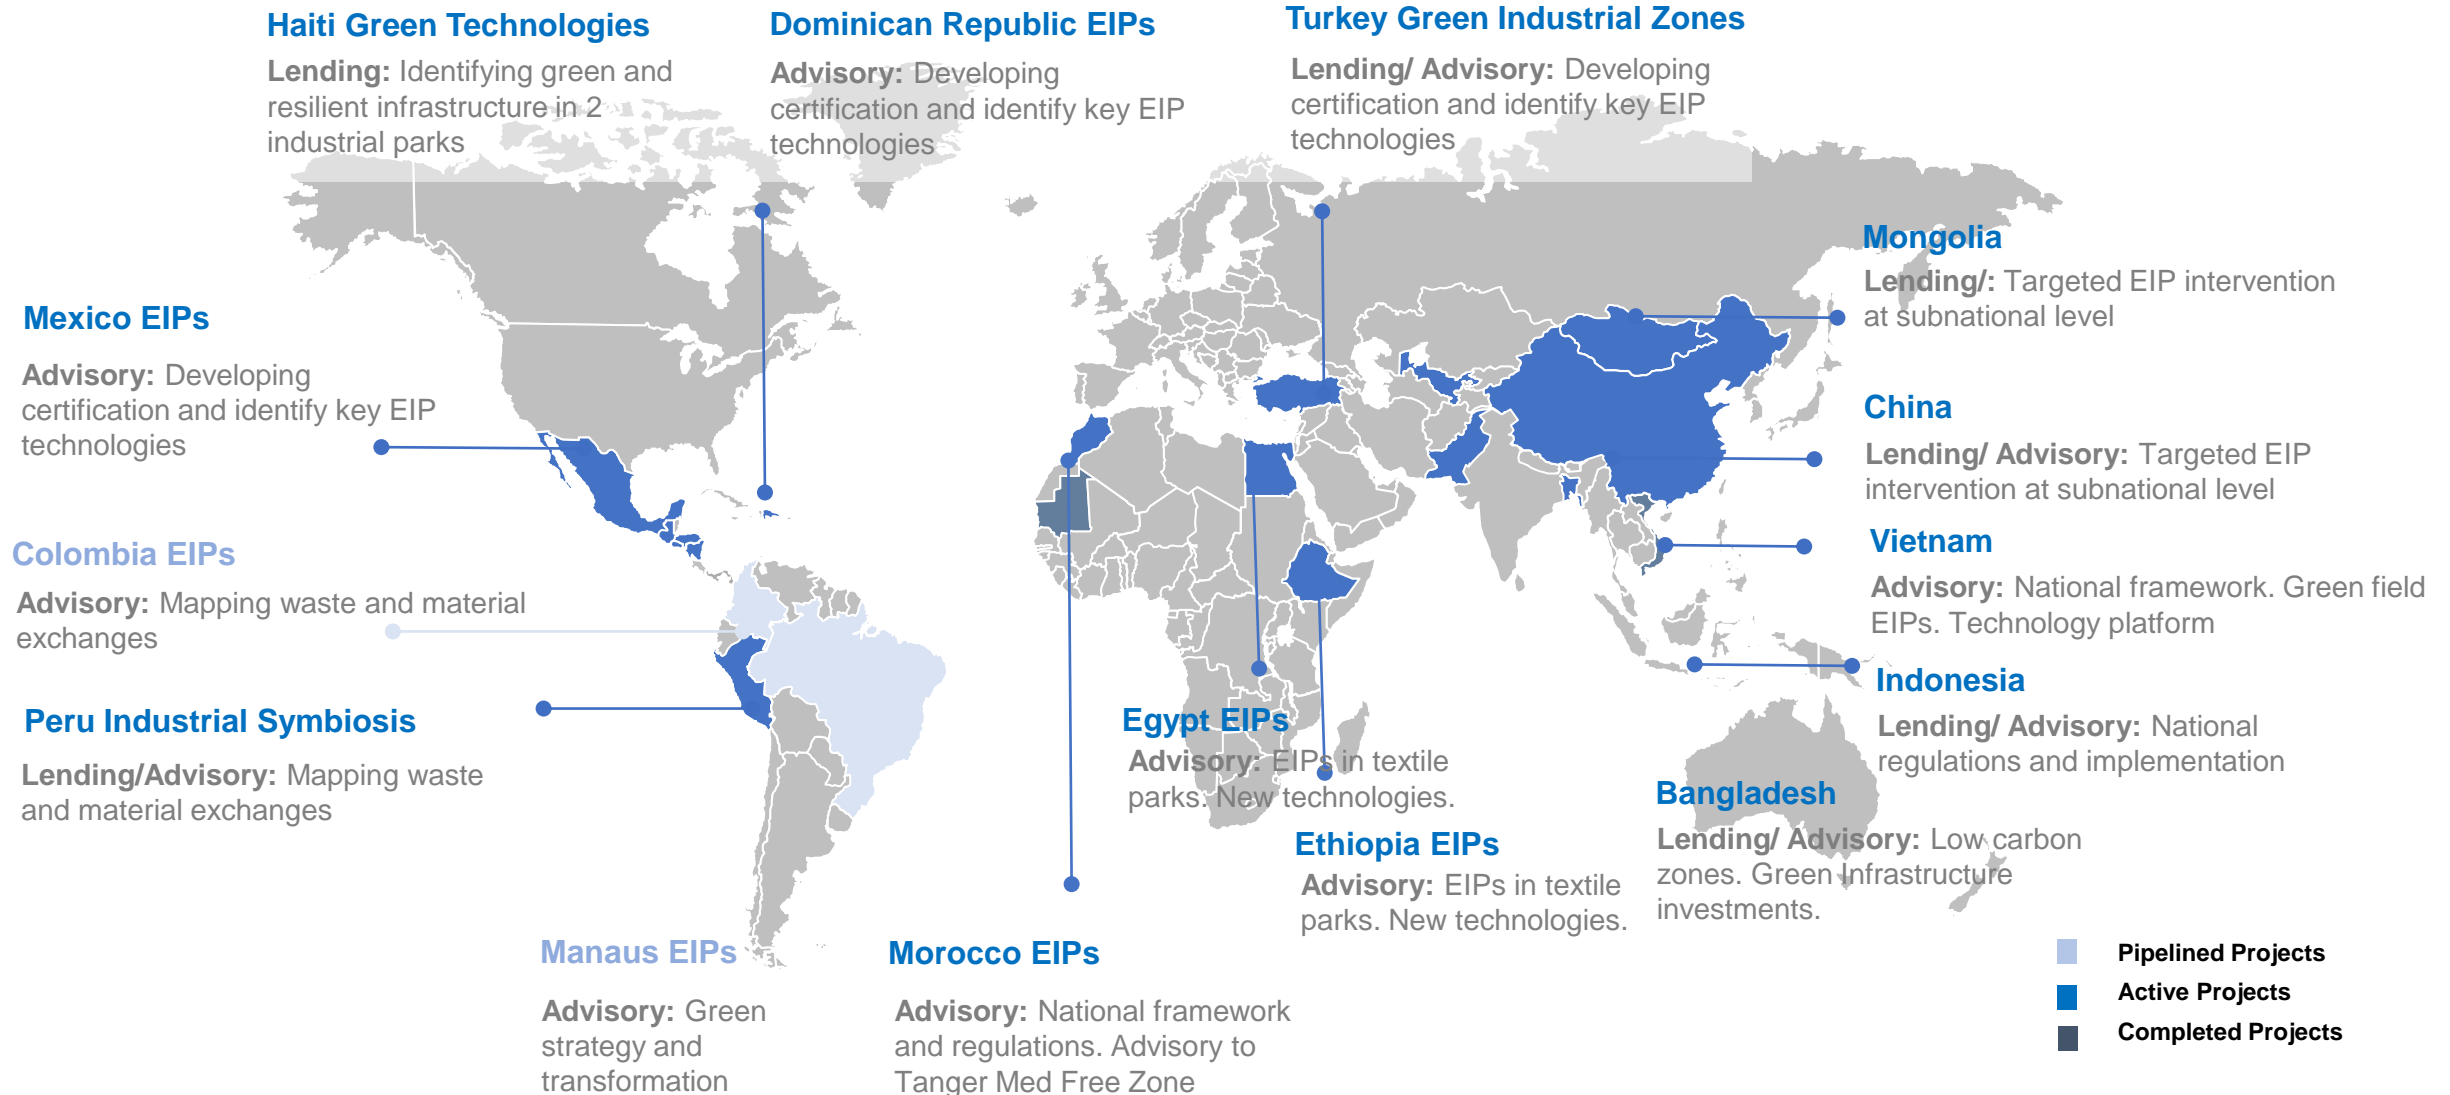 Haiti Green Technologies
Lending: Identifying green and
resilient infrastructure in 2
industrial parks
Dominican Republic EIPs
Advisory: Developing
certification and identify key EIP
technologies
Turkey Green Industrial Zones
Lending/ Advisory: Developing
certification and identify key EIP
technologies
Mongolia
Lending/: Targeted EIP intervention
at subnational level
Mexico EIPs
Advisory: Developing
certification and identify key EIP
technologies
China
Lending/ Advisory: Targeted EIP
intervention at subnational level
Colombia EIPs
Advisory: Mapping waste and material
exchanges
Vietnam
Advisory: National framework. Green field
EIPs. Technology platform
Peru Industrial Symbiosis
Lending/Advisory: Mapping waste
and material exchanges
Egypt EIPs
Advisory: EIPs in textile
parks. New technologies.
Indonesia
Lending/ Advisory: National
regulations and implementation
Bangladesh
Lending/ Advisory: Low carbon
zones. Green Infrastructure
investments.
Ethiopia EIPs
Advisory: EIPs in textile
parks. New technologies.
Manaus EIPs
Advisory: Green
strategy and
transformation
Morocco EIPs
Advisory: National framework
and regulations. Advisory to
Tanger Med Free Zone
Pipelined Projects
Active Projects
Completed Projects